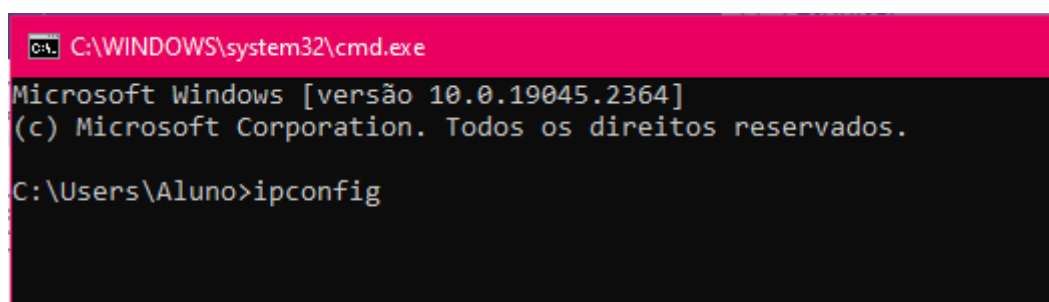 C:\WINDOWS\system32\cmd.exe
Microsoft Windows [versão 10.0.19045.2364]
(c) Microsoft Corporation. Todos os direitos reservados.
C:\Users\Aluno>ipconfig